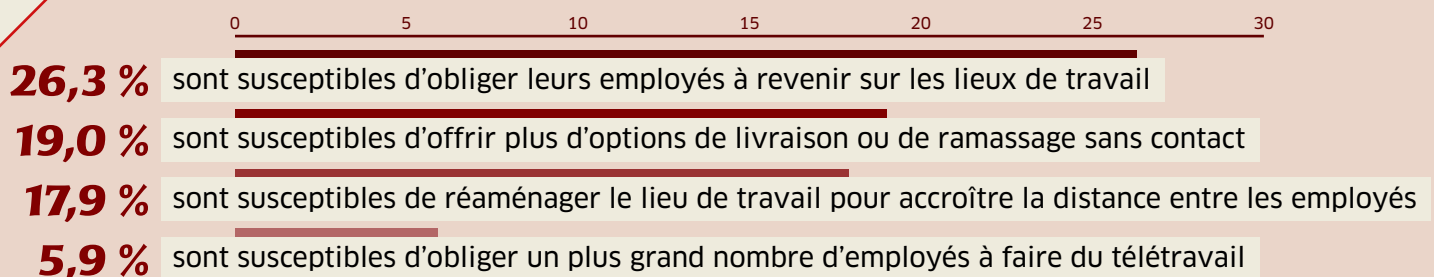 0 5 10 15 20 25 30
26,3 % sont susceptibles d'obliger leurs employés à revenir sur les lieux de travail
19,0 % sont susceptibles d'offrir plus d'options de livraison ou de ramassage sans contact
17,9 % sont susceptibles de réaménager le lieu de travail pour accroître la distance entre les employés
5,9 % sont susceptibles d'obliger un plus grand nombre d'employés à faire du télétravail